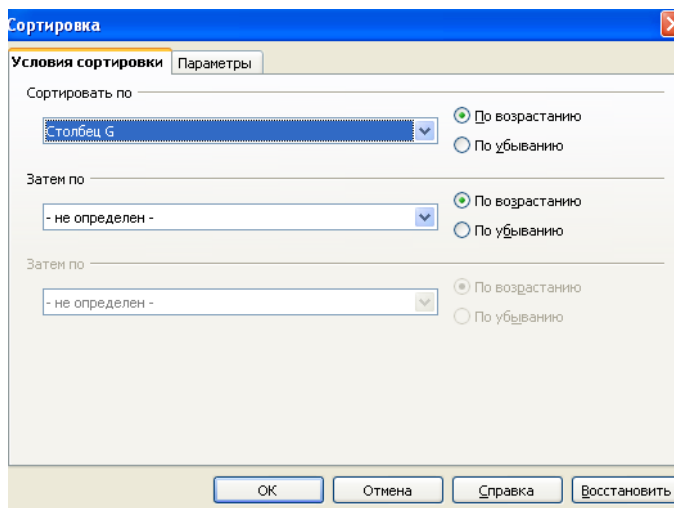 Сортировка
Условия сортировки Параметры
Сортировать по
Столбец G
По возрастанию
По убыванию
Затем по
- не определен -
По возрастанию
По убыванию
Затем по
- не определен -
По возрастанию
По убыванию
ОК Отмена Справка Восстановить